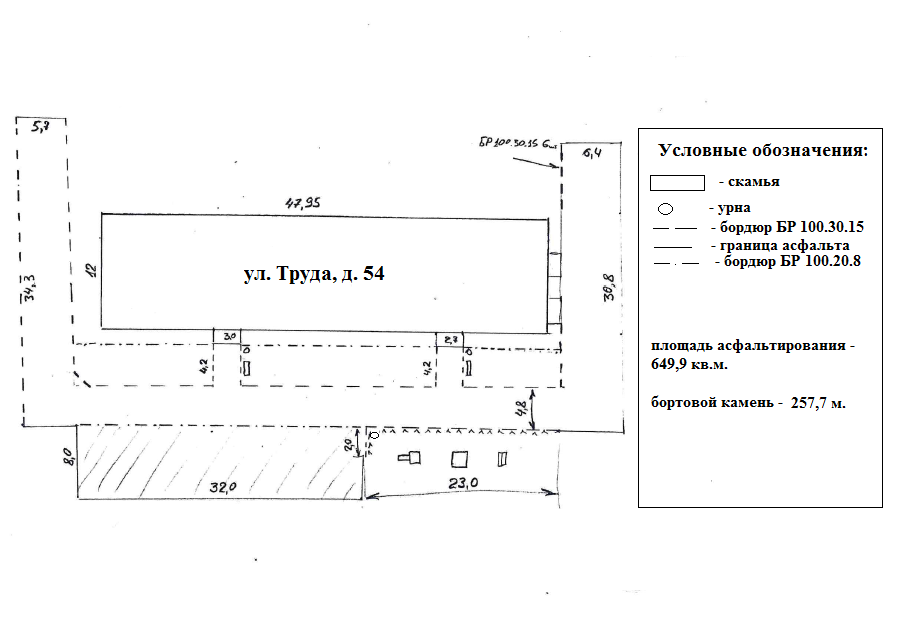 5,7
БР 100.30.15 6 шт
6,4
47,95
12
ул. Труда, д. 54
34,3
30,8
3,0
2,7
4,2
4,2
4,8
8,0
2,0
32,0
23,0
Условные обозначения:
- скамья
- урна
- бордюр БР 100.30.15
- граница асфальта
- бордюр БР 100.20.8
площадь асфальтирования -
649,9 кв.м.
бортовой камень - 257,7 м.